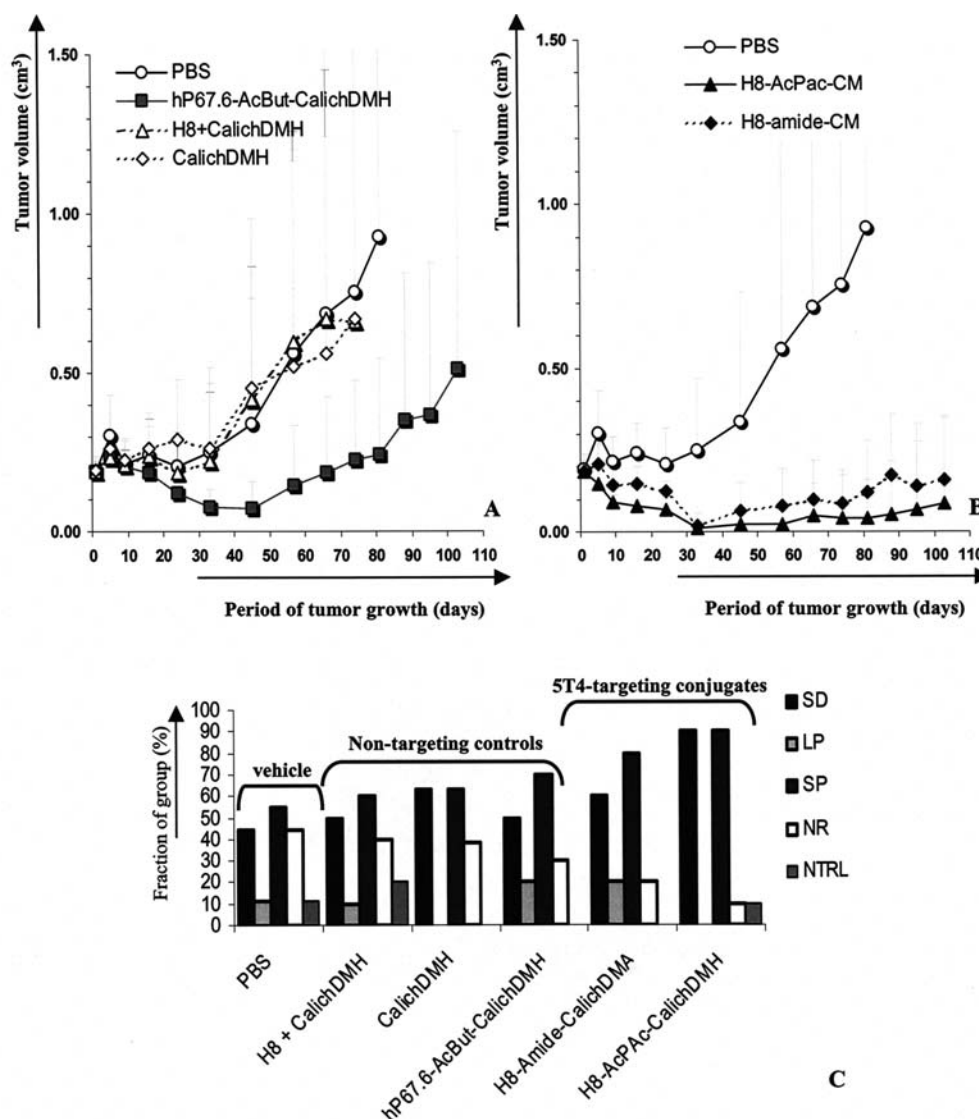 1.50
PBS
hP67.6-AcBut-CalichDMH
H8+CalichDMH
CalichDMH
1.00
0.50
0.00
Tumor volume (cm³)
A
0 10 20 30 40 50 60 70 80 90 100 110
Period of tumor growth (days)
1.50
PBS
H8-AcPac-CM
H8-amide-CM
1.00
0.50
0.00
Tumor volume (cm³)
B
0 10 20 30 40 50 60 70 80 90 100 110
Period of tumor growth (days)
5T4-targeting conjugates
Non-targeting controls
vehicle
Fraction of group (%)
100
90
80
70
60
50
40
30
20
10
0
SD
LP
SP
NR
NTRL
PBS
H8 + CalichDMH
CalichDMH
hP67.6-AcBut-CalichDMH
H8-Amide-CalichDMA
H8-AcPAc-CalichDMH
C